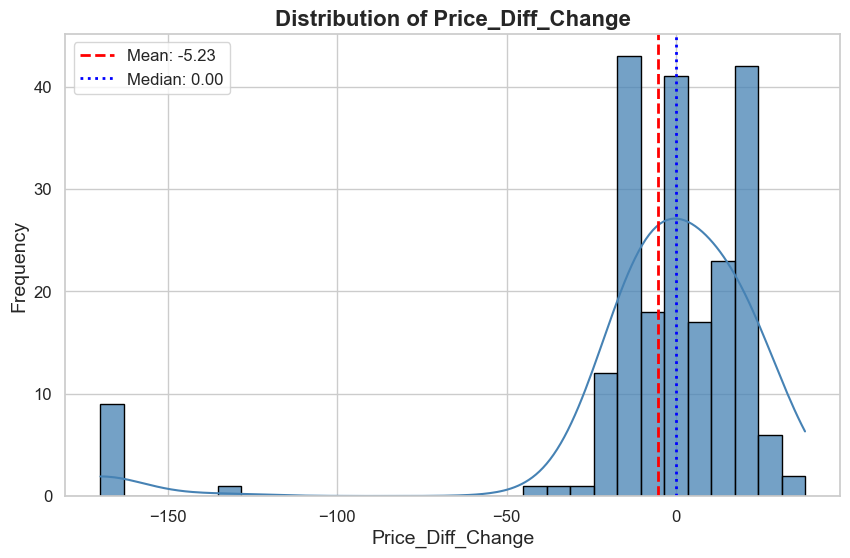 Distribution of Price_Diff_Change
Mean: -5.23
Median: 0.00
Frequency
40
30
20
10
0
−150
−100
−50
0
Price_Diff_Change